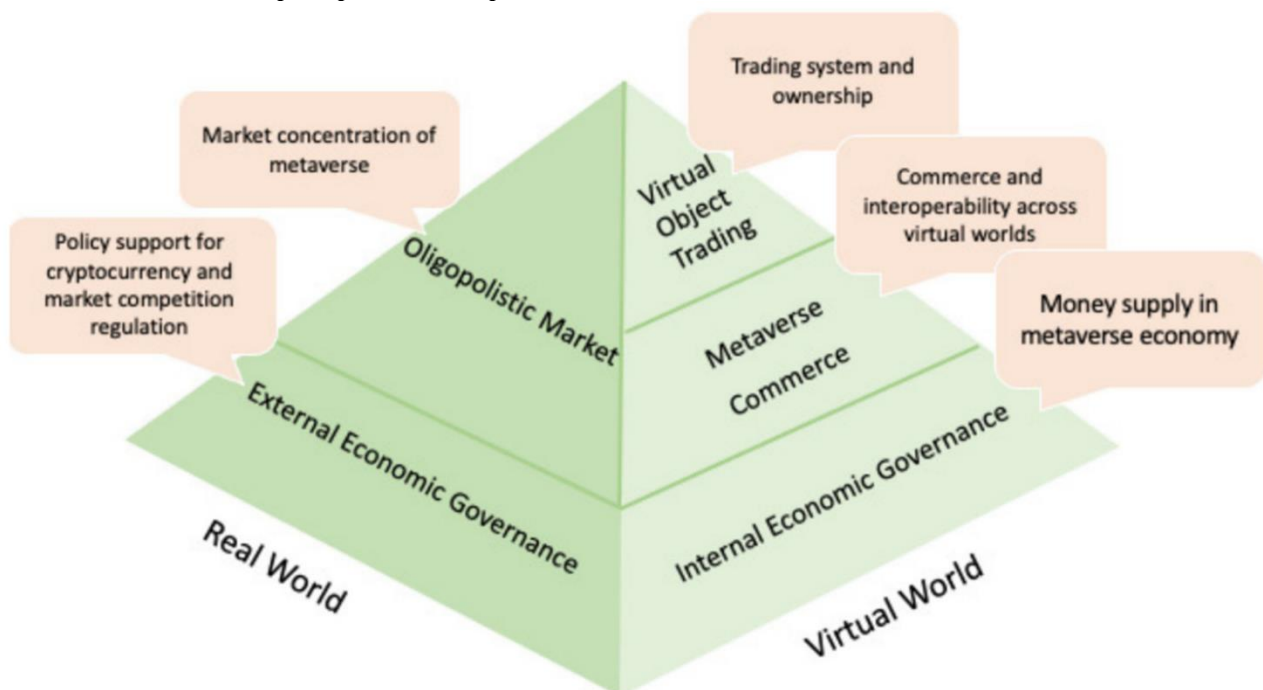 Trading system and
ownership
Market concentration of
metaverse
Virtual
Object
Trading
Commerce and
interoperability across
virtual worlds
Policy support for
cryptocurrency and
market competition
regulation
Oligopolistic Market
Metaverse
Commerce
Money supply in
metaverse economy
External Economic Governance
Internal Economic Governance
Real World
Virtual World